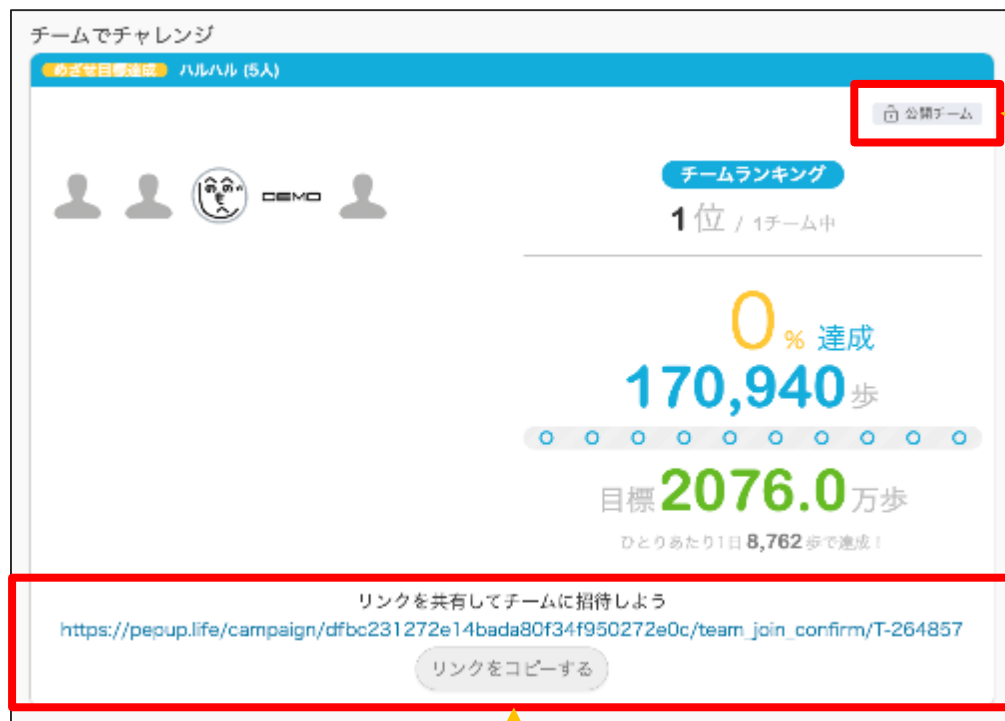 チームでチャレンジ
めざせ目標達成 ハルハル (5人)
公開チーム
DEMO
チームランキング
1位 / 1チーム中
0% 達成
170,940歩
目標2076.0万歩
ひとりあたり1日 8,762 歩で達成!
リンクを共有してチームに招待しよう
https://pepup.life/campaign/dfbc231272e14bada80f34f950272e0c/team_join_confirm/T-264857
リンクをコピーする